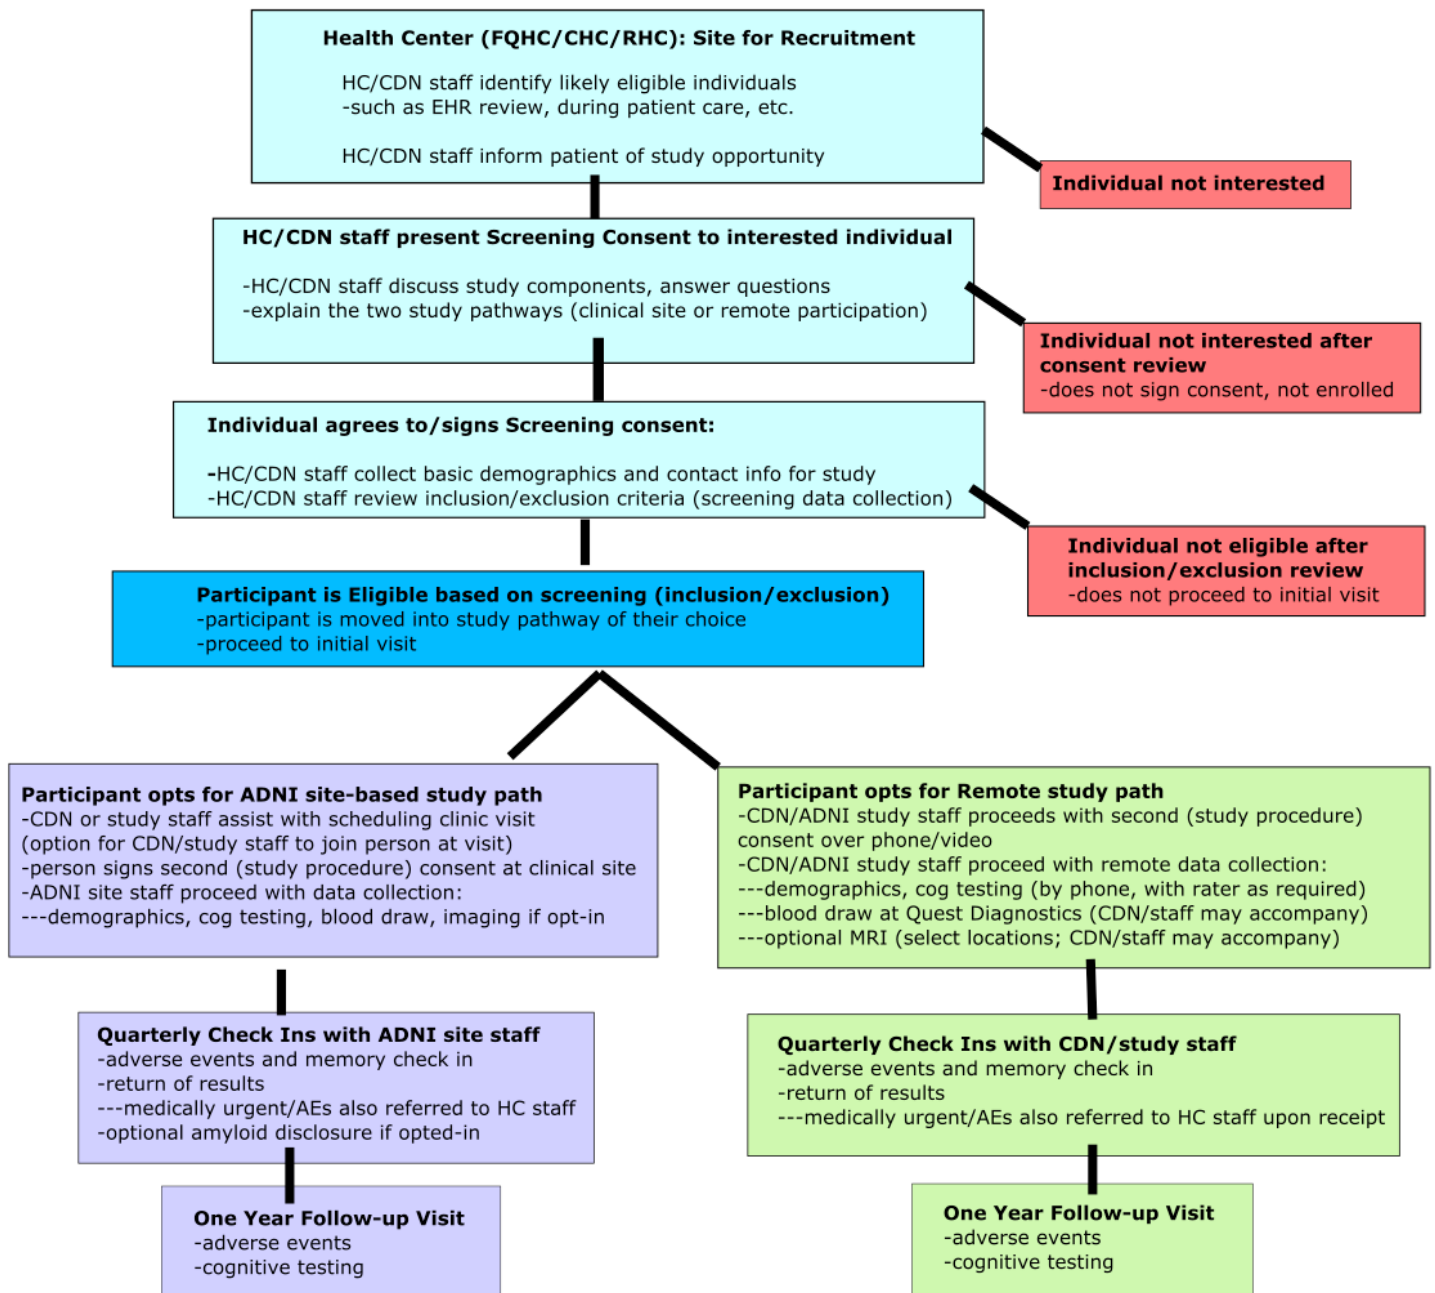 Health Center (FQHC/CHC/RHC): Site for Recruitment
HC/CDN staff identify likely eligible individuals
-such as EHR review, during patient care, etc.
HC/CDN staff inform patient of study opportunity
Individual not interested
HC/CDN staff present Screening Consent to interested individual
-HC/CDN staff discuss study components, answer questions
-explain the two study pathways (clinical site or remote participation)
Individual not interested after
consent review
-does not sign consent, not enrolled
Individual agrees to/signs Screening consent:
-HC/CDN staff collect basic demographics and contact info for study
-HC/CDN staff review inclusion/exclusion criteria (screening data collection)
Individual not eligible after
inclusion/exclusion review
-does not proceed to initial visit
Participant is Eligible based on screening (inclusion/exclusion)
-participant is moved into study pathway of their choice
-proceed to initial visit
Participant opts for ADNI site-based study path
-CDN or study staff assist with scheduling clinic visit
(option for CDN/study staff to join person at visit)
-person signs second (study procedure) consent at clinical site
-ADNI site staff proceed with data collection:
---demographics, cog testing, blood draw, imaging if opt-in
Participant opts for Remote study path
-CDN/ADNI study staff proceeds with second (study procedure)
consent over phone/video
-CDN/ADNI study staff proceed with remote data collection:
---demographics, cog testing (by phone, with rater as required)
---blood draw at Quest Diagnostics (CDN/staff may accompany)
---optional MRI (select locations; CDN/staff may accompany)
Quarterly Check Ins with ADNI site staff
-adverse events and memory check in
-return of results
---medically urgent/AEs also referred to HC staff
-optional amyloid disclosure if opted-in
Quarterly Check Ins with CDN/study staff
-adverse events and memory check in
-return of results
---medically urgent/AEs also referred to HC staff upon receipt
One Year Follow-up Visit
-adverse events
-cognitive testing
One Year Follow-up Visit
-adverse events
-cognitive testing